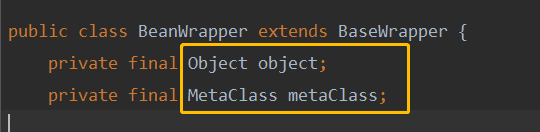 public class BeanWrapper extends BaseWrapper {
private final Object object;
private final MetaClass metaClass;